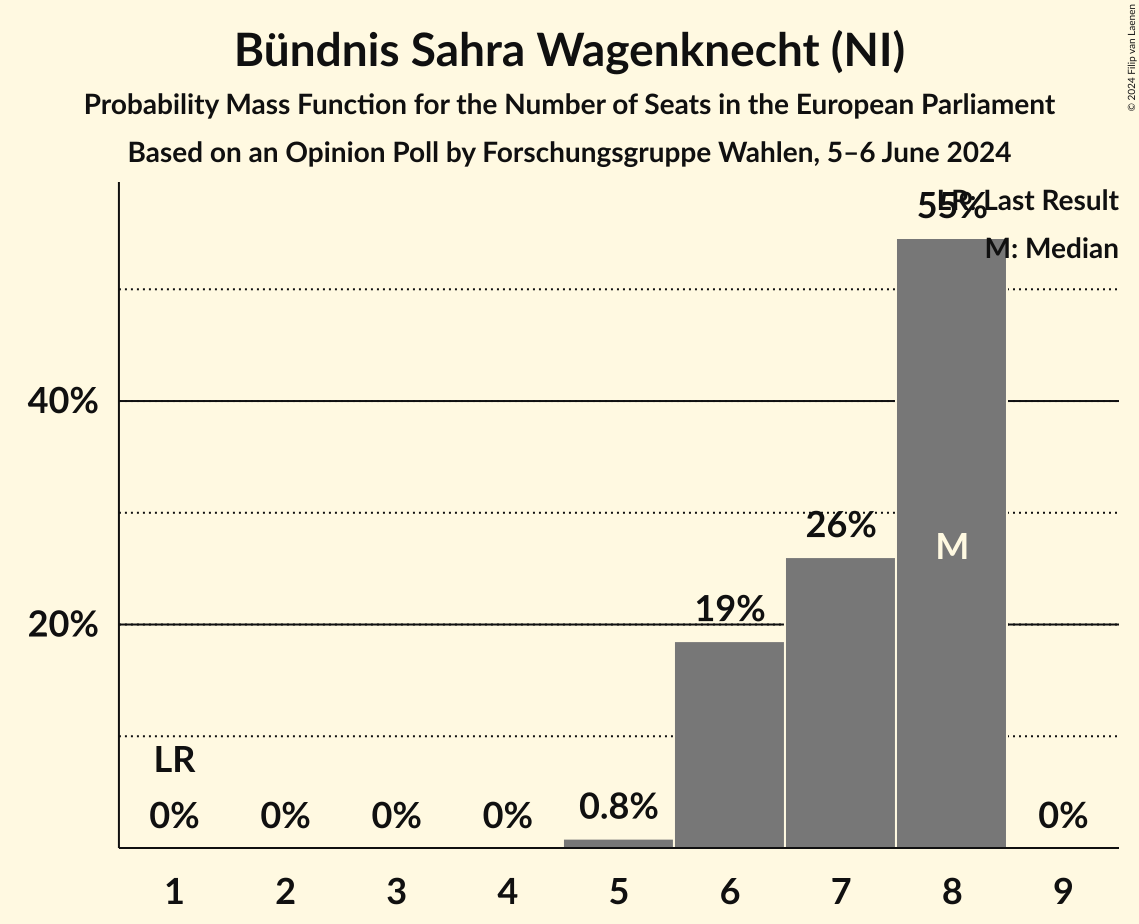 Bündnis Sahra Wagenknecht (NI)
Probability Mass Function for the Number of Seats in the European Parliament
Based on an Opinion Poll by Forschungsgruppe Wahlen, 5–6 June 2024
© 2024 Filip van Laenen
LR: Last Result
M: Median
55%
40%
26%
M
19%
20%
LR
0% 0% 0% 0% 0.8% 0%
1 2 3 4 5 6 7 8 9